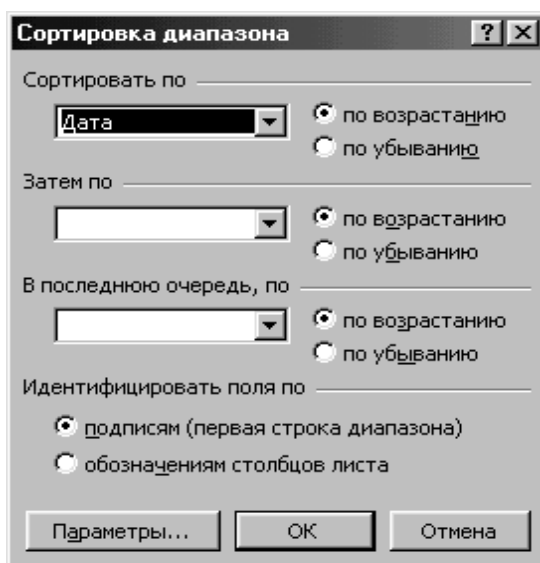 Сортировка диапазона
Сортировать по
Дата
по возрастанию
по убыванию
Затем по
по возрастанию
по убыванию
В последнюю очередь, по
по возрастанию
по убыванию
Идентифицировать поля по
подписям (первая строка диапазона)
обозначениям столбцов листа
Параметры... ОК Отмена